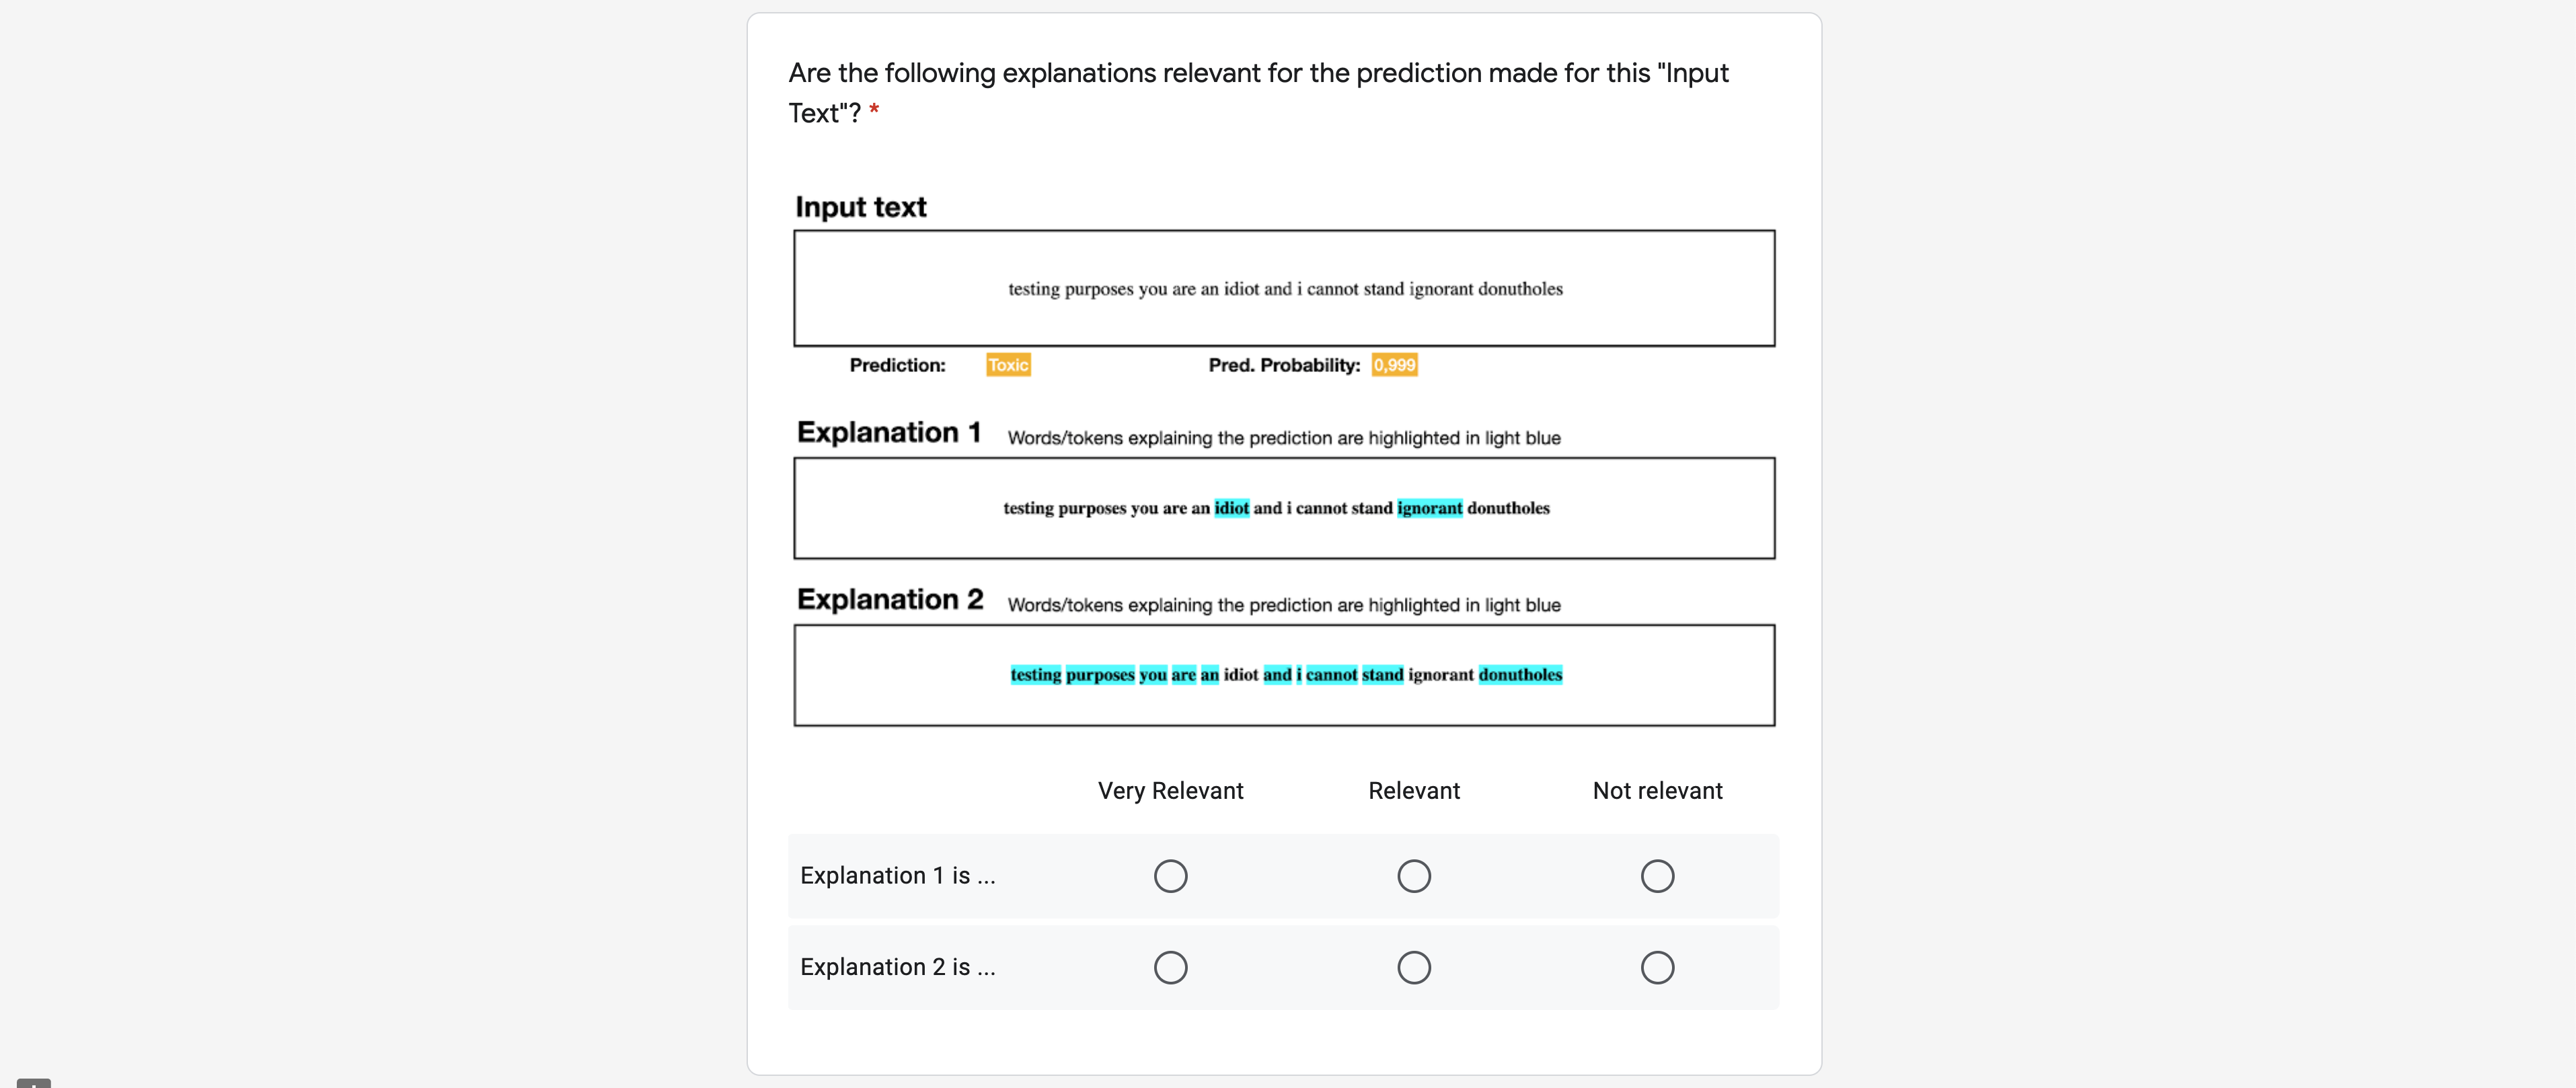 Are the following explanations relevant for the prediction made for this "Input
Text"? *
Input text
testing purposes you are an idiot and i cannot stand ignorant donutholes
Prediction: Toxic Pred. Probability: 0,999
Explanation 1 Words/tokens explaining the prediction are highlighted in light blue
testing purposes you are an idiot and i cannot stand ignorant donutholes
Explanation 2 Words/tokens explaining the prediction are highlighted in light blue
testing purposes you are an idiot and i cannot stand ignorant donutholes
Very Relevant Relevant Not relevant
Explanation 1 is ...
Explanation 2 is ...